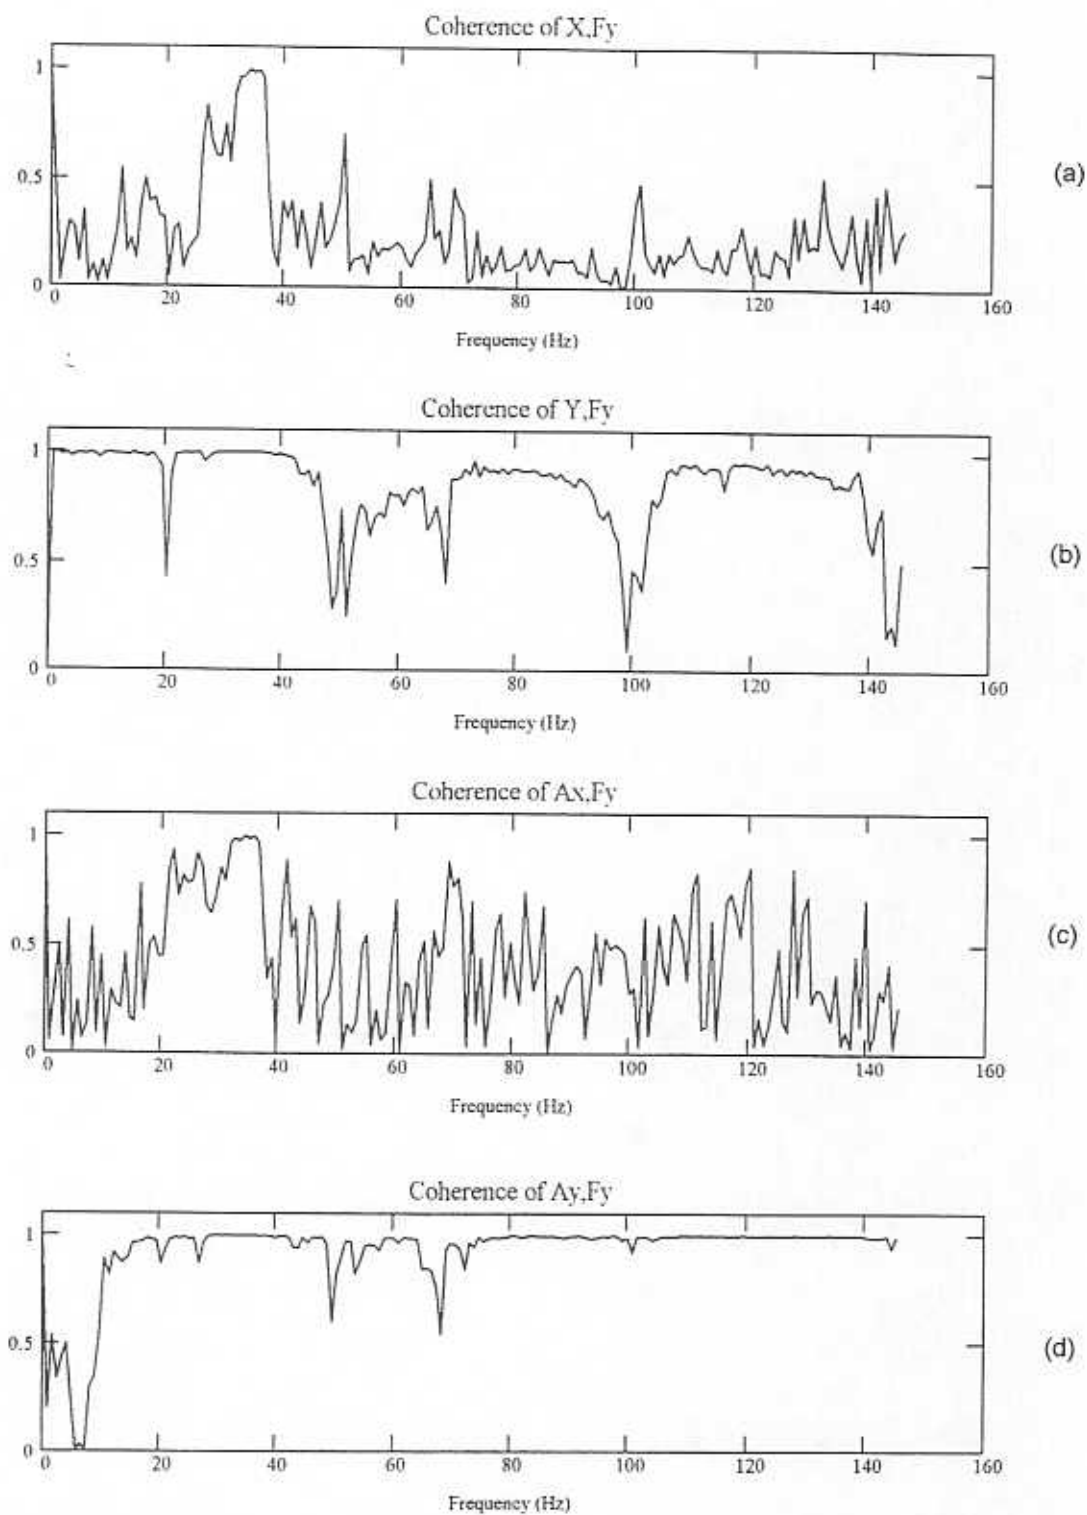 Coherence of X,Fy
1
0.5
0
0 20 40 60 80 100 120 140 160
Frequency (Hz)
(a)
Coherence of Y,Fy
1
0.5
0
0 20 40 60 80 100 120 140 160
Frequency (Hz)
(b)
Coherence of Ax,Fy
1
0.5
0
0 20 40 60 80 100 120 140 160
Frequency (Hz)
(c)
Coherence of Ay,Fy
1
0.5
0
0 20 40 60 80 100 120 140 160
Frequency (Hz)
(d)